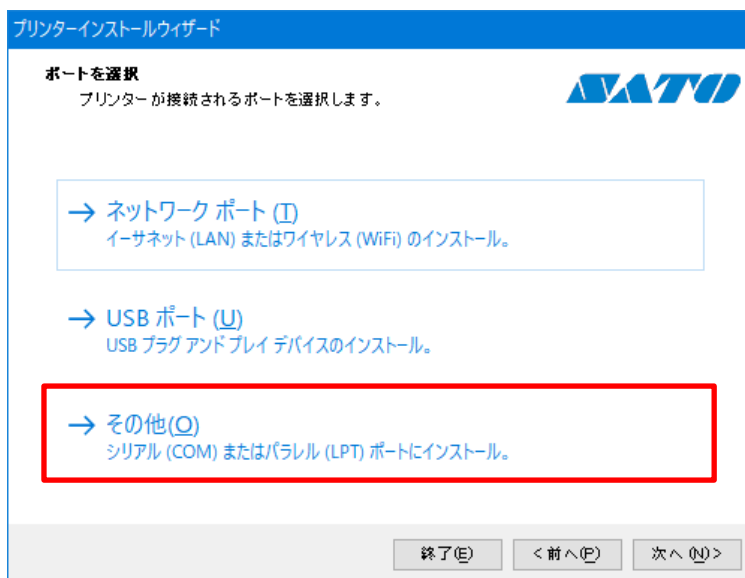 プリンターインストールウィザード
ポートを選択
プリンターが接続されるポートを選択します。
SATO
→ ネットワーク ポート (T)
イーサネット (LAN) またはワイヤレス (WiFi) のインストール。
→ USB ポート (U)
USB プラグ アンド プレイ デバイスのインストール。
→ その他(O)
シリアル (COM) またはパラレル (LPT) ポートにインストール。
終了(E) <前へ(P) 次へ(N)>